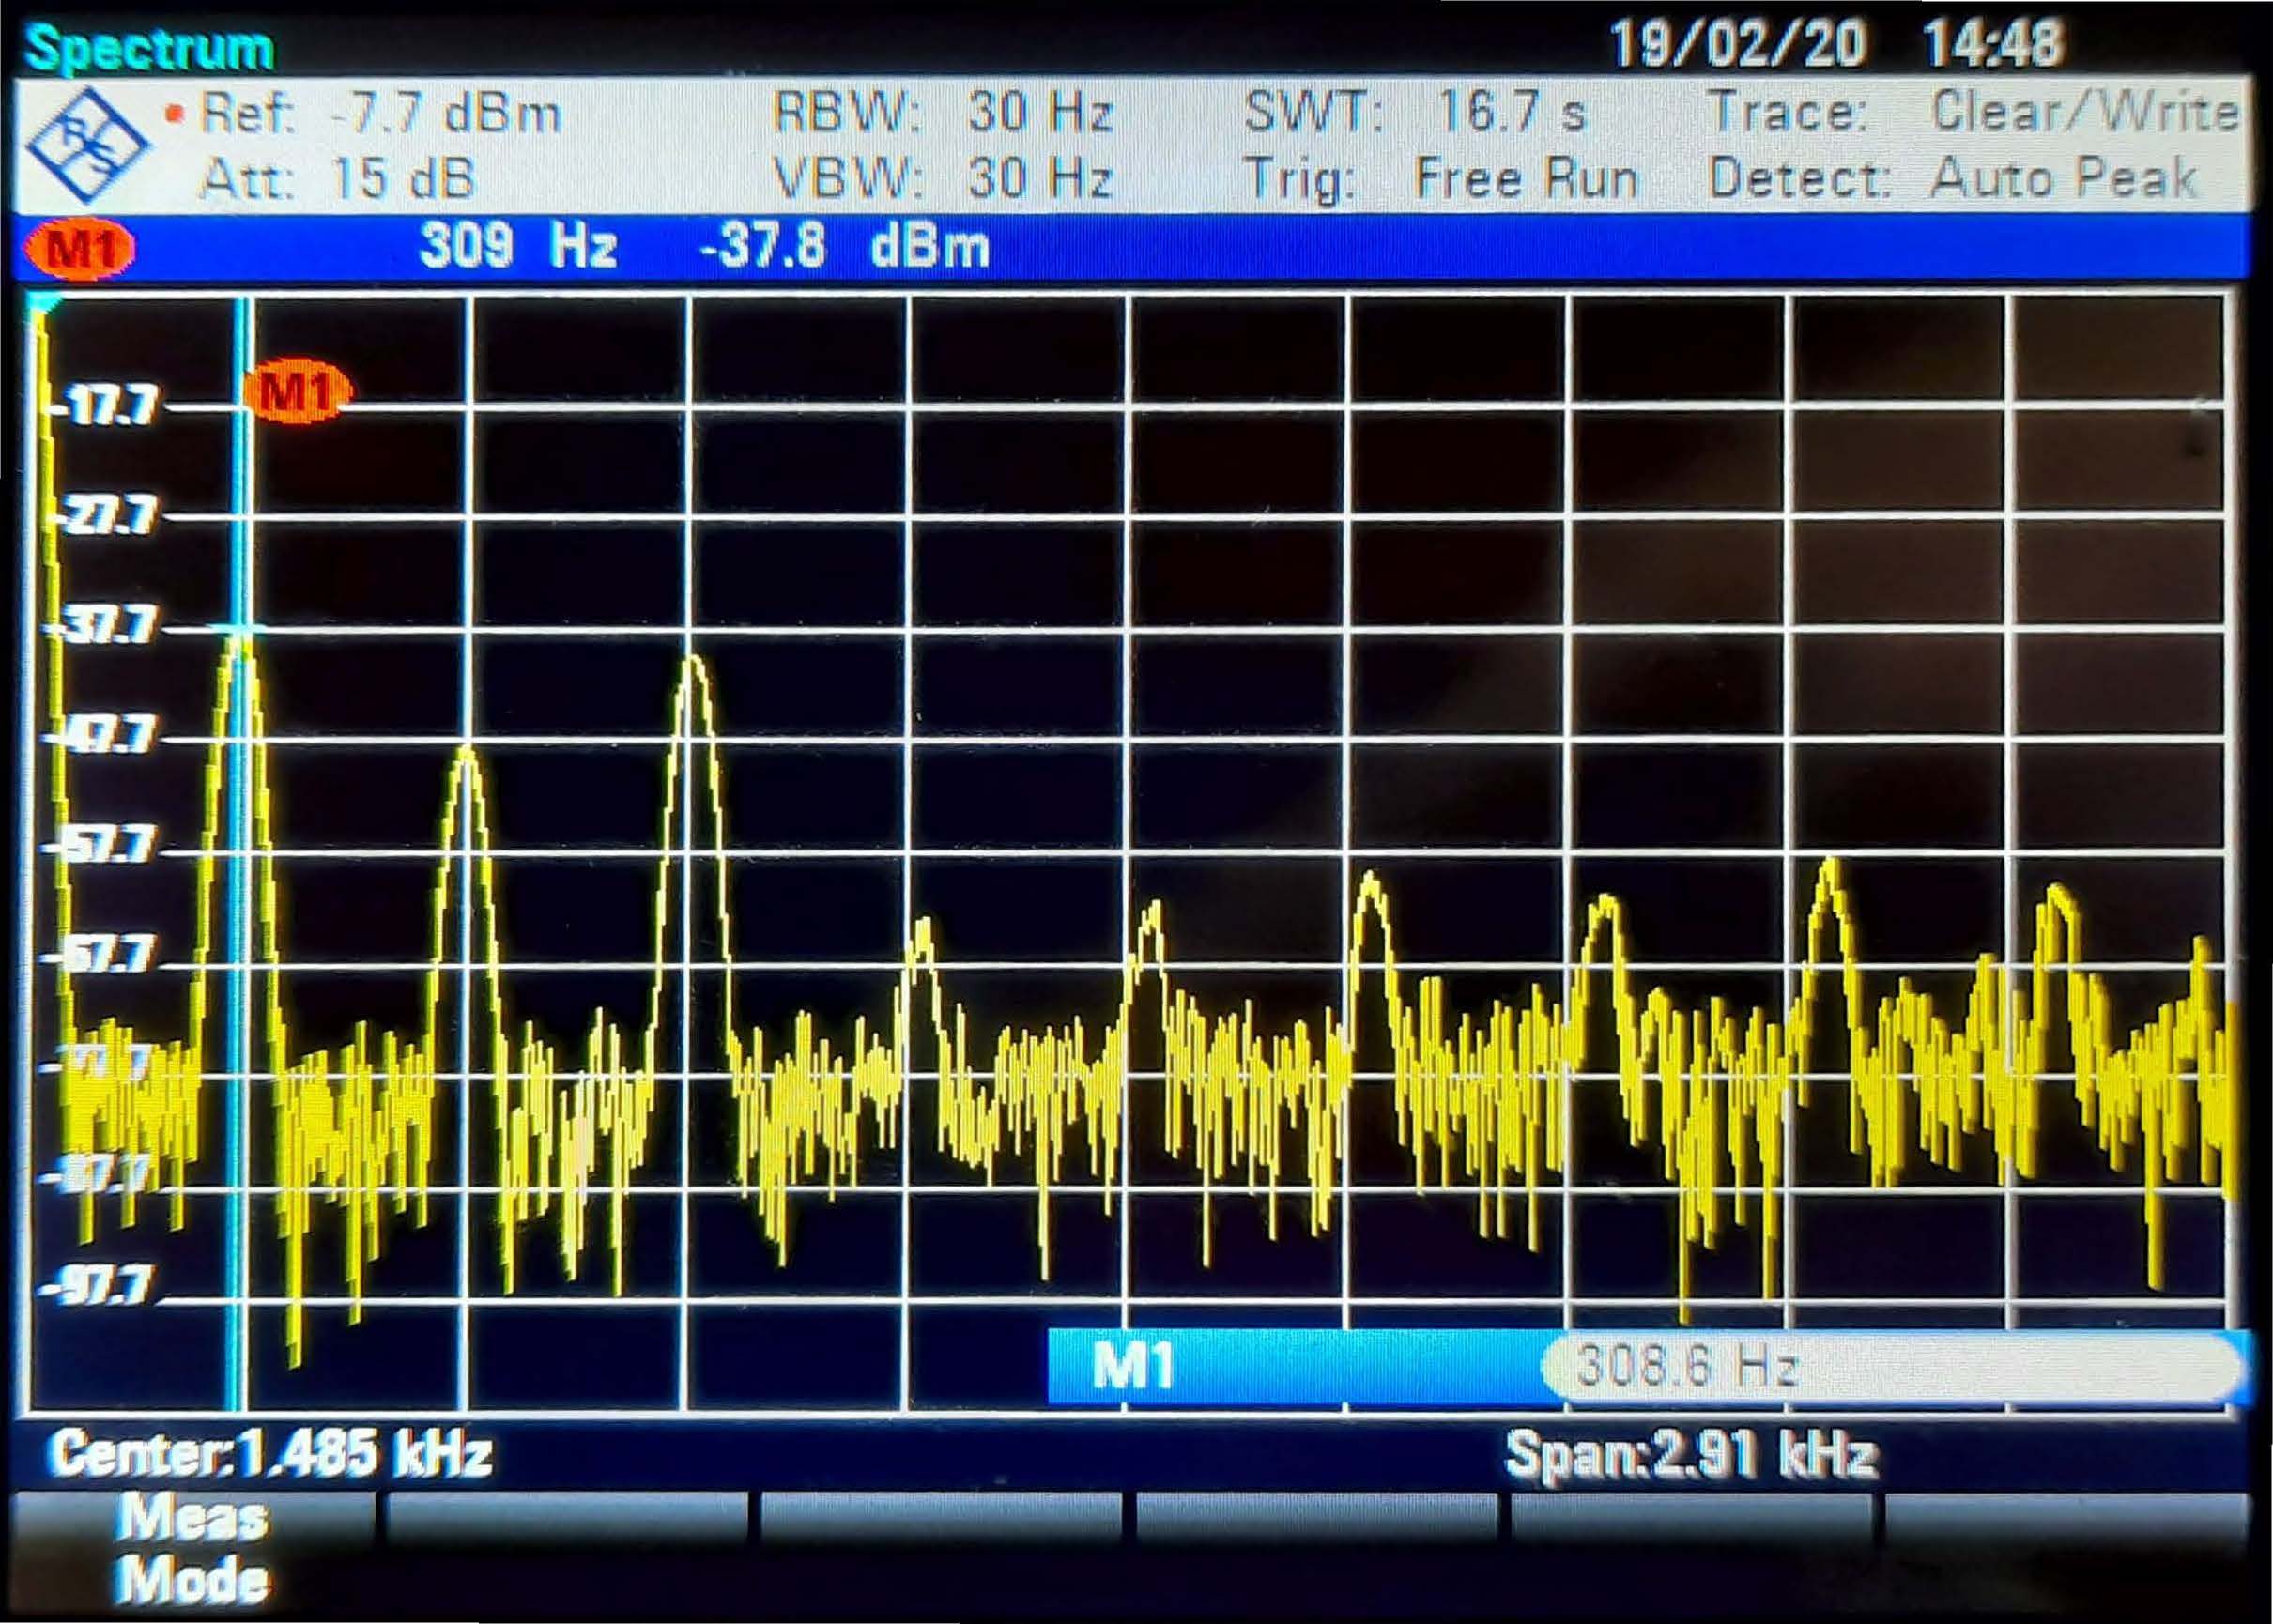 Spectrum 19/02/20 14:48
R/S Ref: -7.7 dBm RBW: 30 Hz SWT: 16.7 s Trace: Clear/Write
Att: 15 dB VBW: 30 Hz Trig: Free Run Detect: Auto Peak
M1 309 Hz -37.8 dBm
M1
-17.7
-27.7
-37.7
-47.7
-57.7
-67.7
-77.7
-87.7
-97.7
M1 308.6 Hz
Center:1.485 kHz Span:2.91 kHz
Meas
Mode